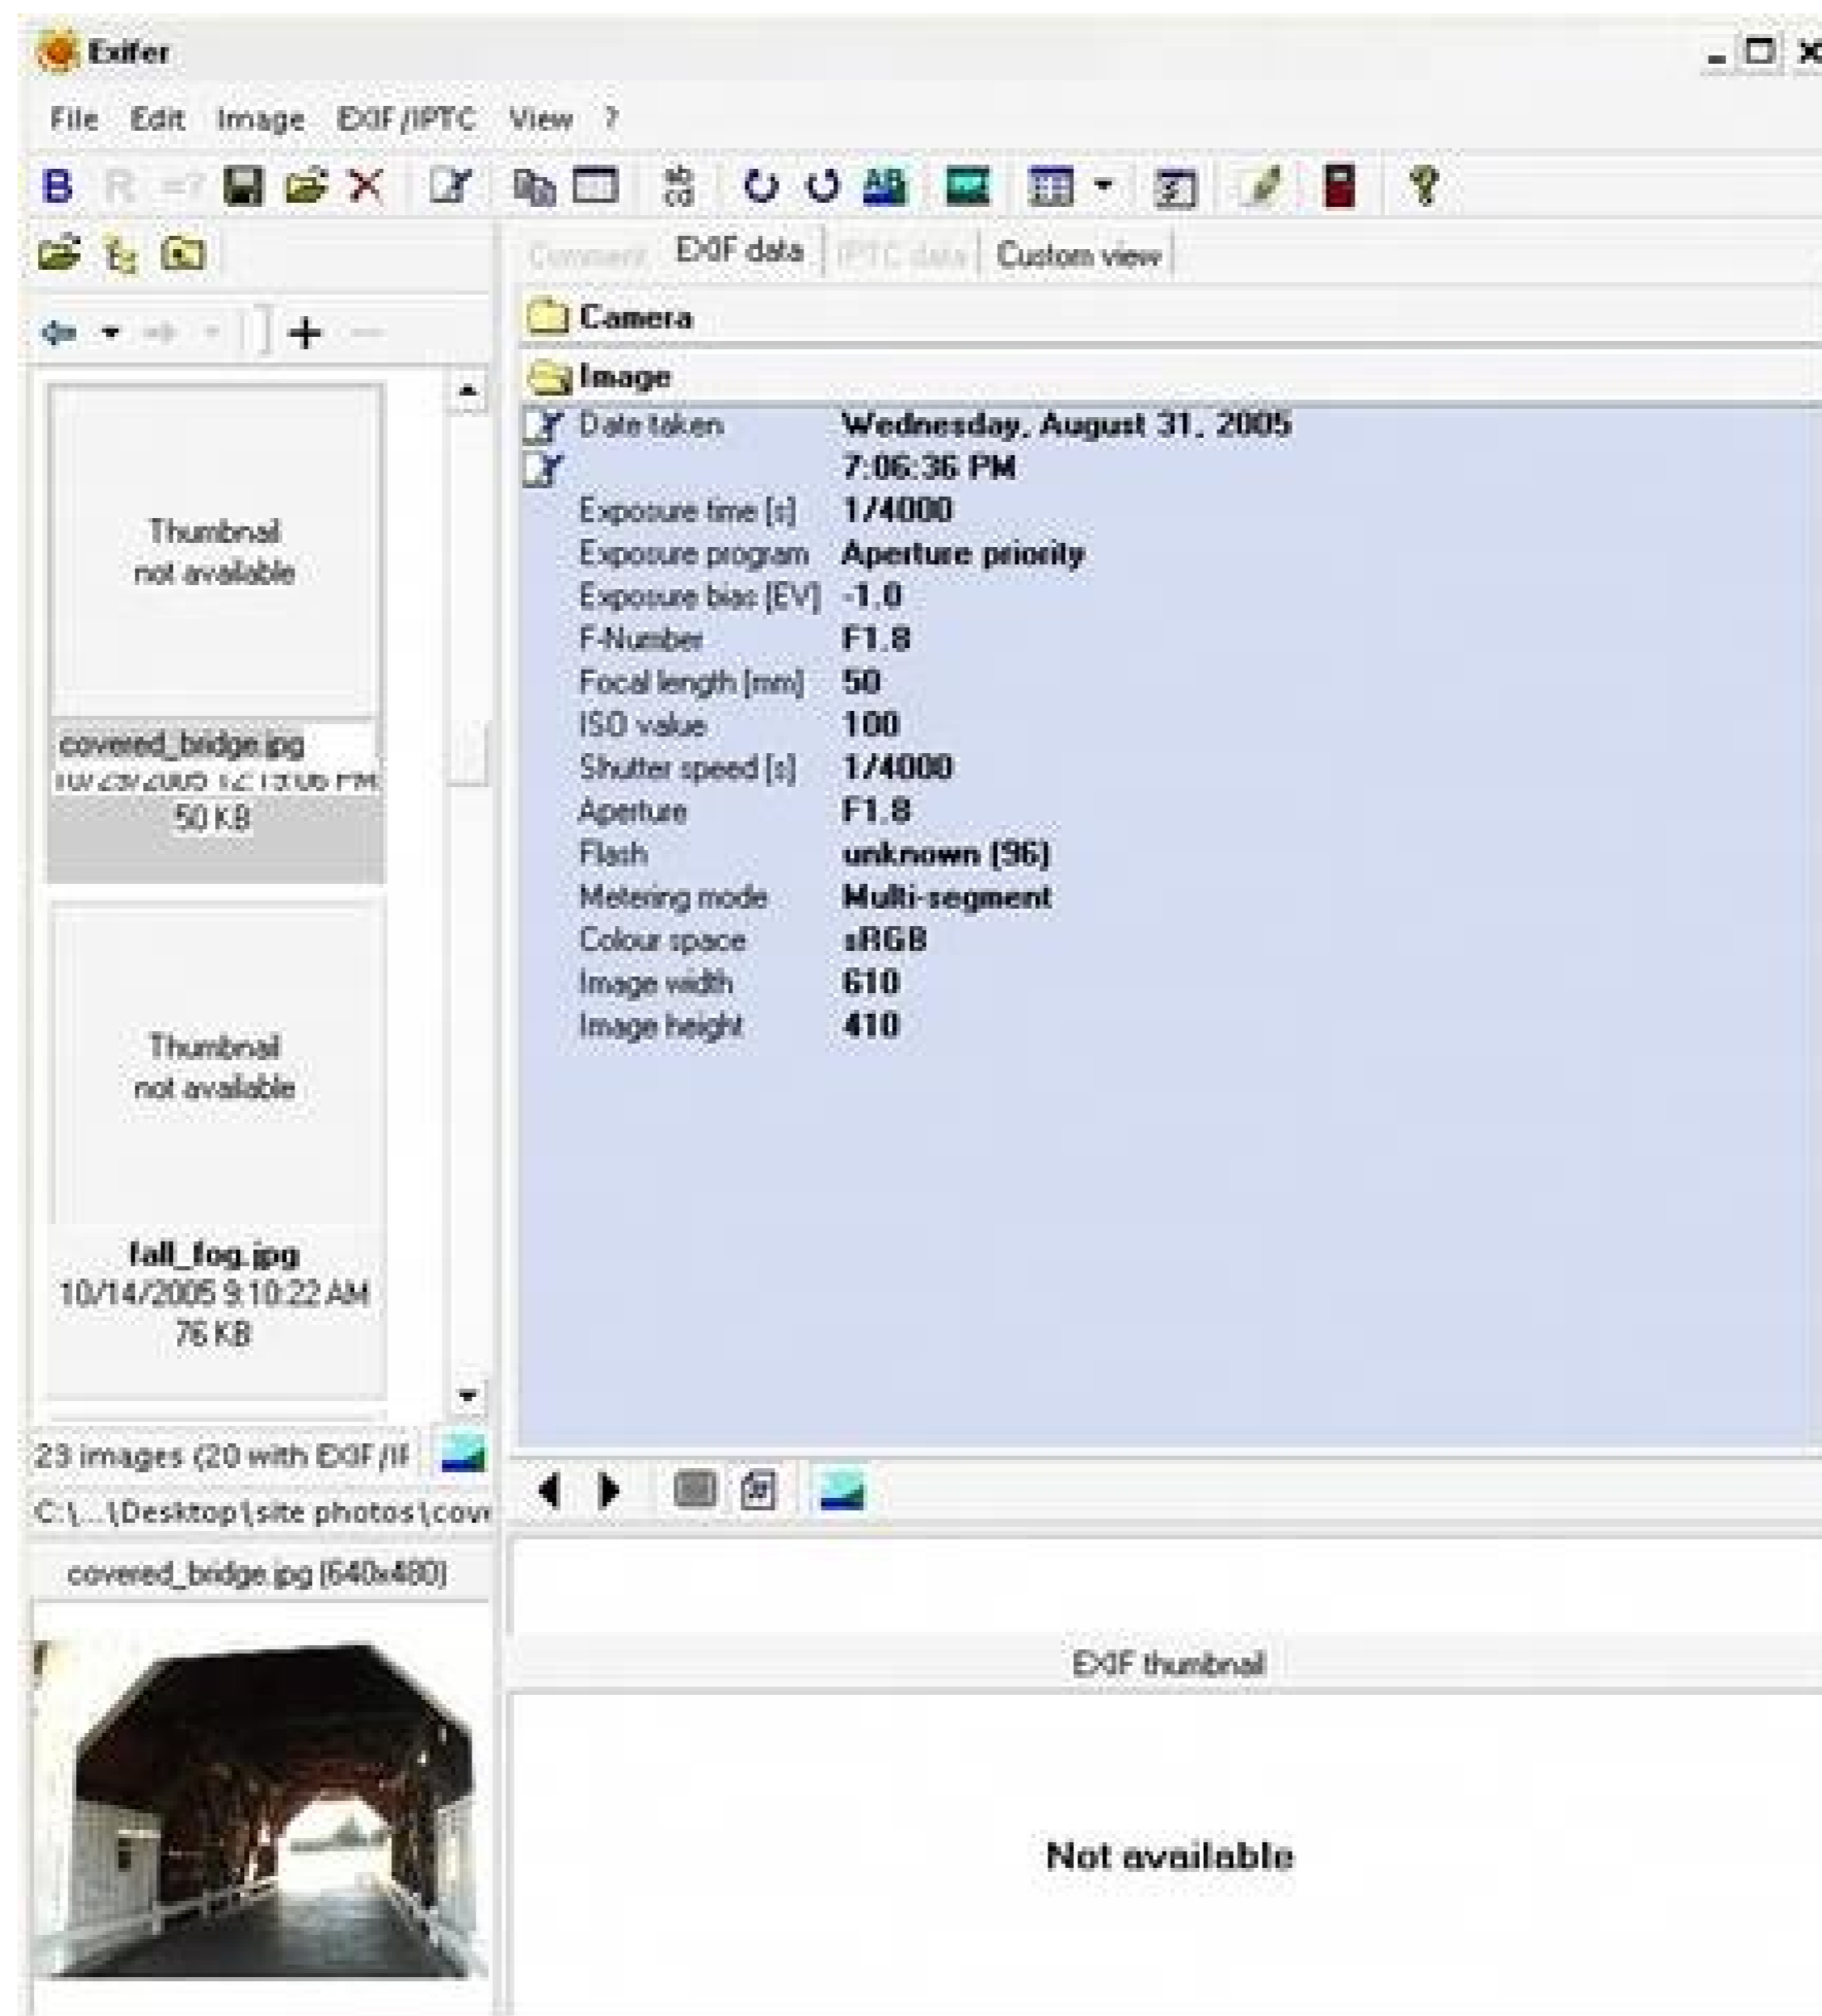 Exifer
File Edit Image EXIF/IPTC View ?
B R =?
ab
cd
AB
Comment EXIF data IPTC data Custom view
Camera
Image
Date taken Wednesday, August 31, 2005
7:06:36 PM
Exposure time [s] 1/4000
Exposure program Aperture priority
Exposure bias [EV] -1.0
F-Number F1.8
Focal length [mm] 50
ISO value 100
Shutter speed [s] 1/4000
Aperture F1.8
Flash unknown (96)
Metering mode Multi-segment
Colour space sRGB
Image width 610
Image height 410
Thumbnail
not available
covered_bridge.jpg
PM
50 KB
Thumbnail
not available
fall_fog.jpg
10/14/2005 9:10:22 AM
76 KB
23 images (20 with EXIF/IF
C:\...\Desktop\site photos\cove
covered_bridge.jpg (640x480)
EXIF thumbnail
Not available